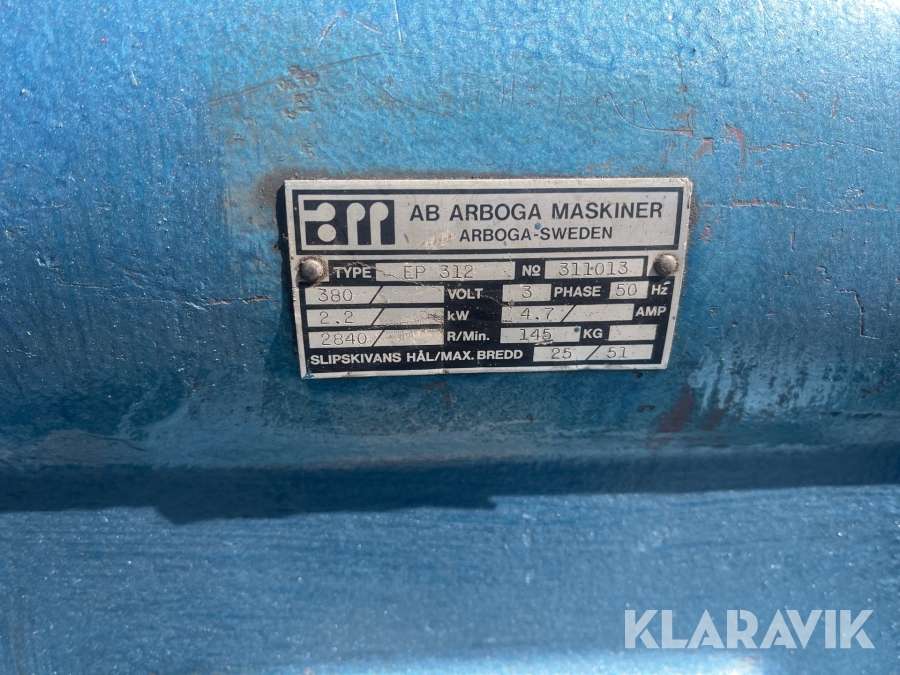 am AB ARBOGA MASKINER
ARBOGA-SWEDEN
TYPE EP 312 Nº 311013
380/ VOLT 3 PHASE 50 Hz
2.2/ kW 4.7/ AMP
2840/ R/Min. 145 KG
SLIPSKIVANS HÅL/MAX. BREDD 25/51
KLARAVIK